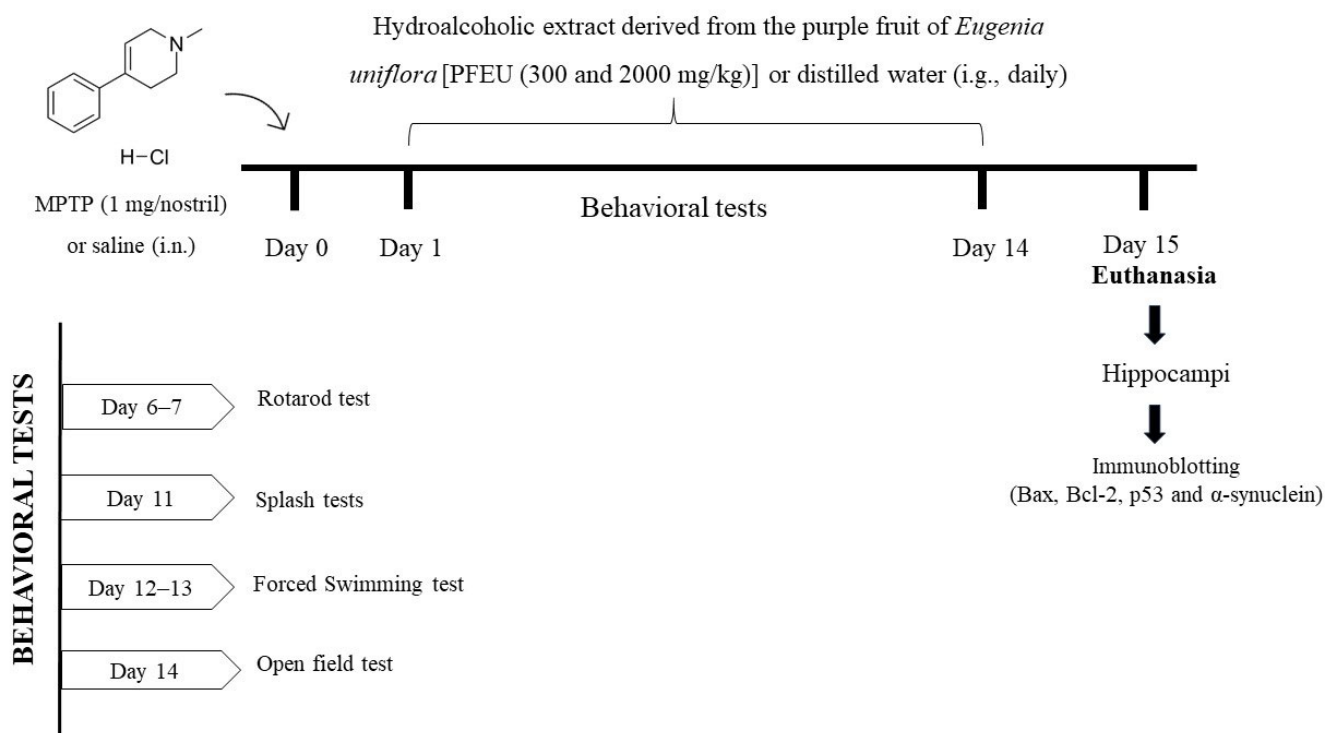 Hydroalcoholic extract derived from the purple fruit of Eugenia
uniflora [PFEU (300 and 2000 mg/kg)] or distilled water (i.g., daily)
N
H-Cl
MPTP (1 mg/nostril)
or saline (i.n.)
Behavioral tests
Day 0
Day 1
Day 14
Day 15
Euthanasia
Hippocampi
Immunoblotting
(Bax, Bcl-2, p53 and α-synuclein)
BEHAVIORAL TESTS
Day 6–7
Rotarod test
Day 11
Splash tests
Day 12–13
Forced Swimming test
Day 14
Open field test